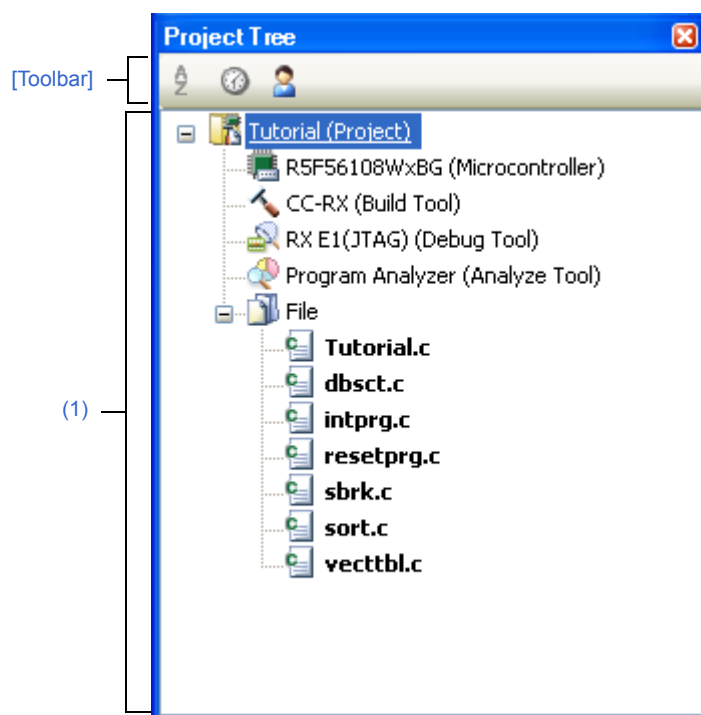 Project Tree
[Toolbar]
Tutorial (Project)
R5F56108WxBG (Microcontroller)
CC-RX (Build Tool)
RX E1(JTAG) (Debug Tool)
Program Analyzer (Analyze Tool)
File
Tutorial.c
dbsct.c
intprg.c
(1)
resetprg.c
sbrk.c
sort.c
vecttbl.c